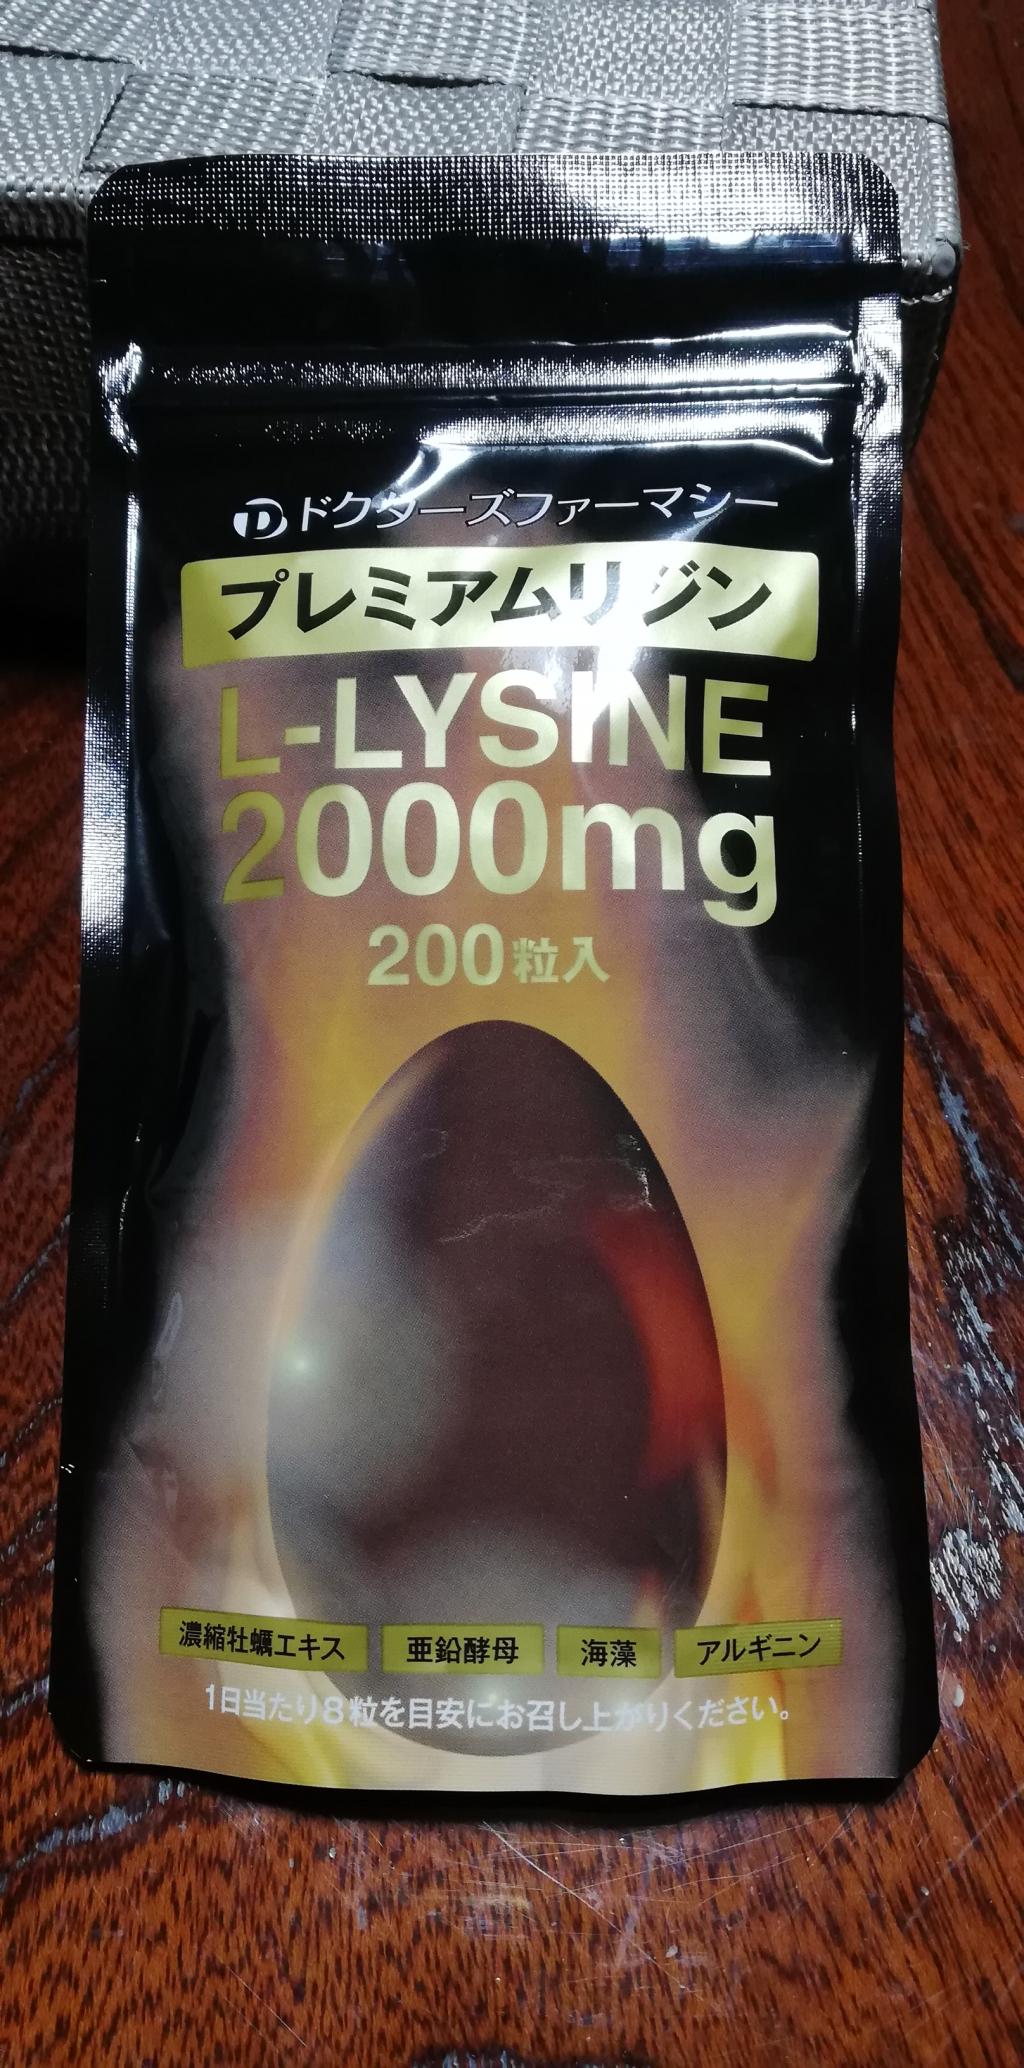 ドクターズファーマシー
プレミアムリジン
L-LYSINE
2000mg
200粒入
濃縮牡蠣エキス 亜鉛酵母 海藻 アルギニン
1日当たり8粒を目安にお召し上がりください。